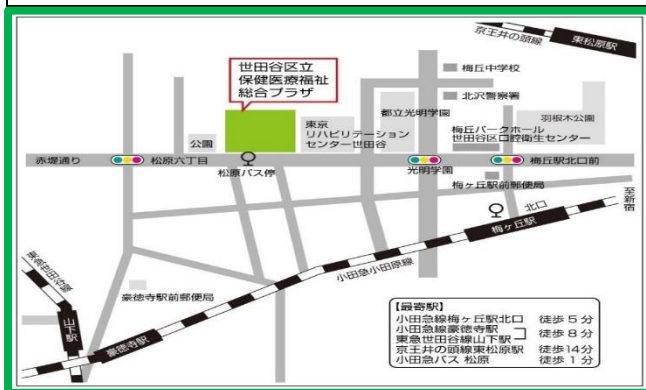 京王井の頭線
東松原駅
世田谷区立
保健医療福祉
総合プラザ
梅丘中学校
北沢警察署
都立光明学園
羽根木公園
公園
東京
リハビリテーション
センター世田谷
梅丘パークホール
世田谷区口腔衛生センター
赤堤通り
松原六丁目
松原バス停
光明学園
梅丘駅北口前
梅ヶ丘駅前郵便局
北口
至新宿
梅ヶ丘駅
小田急小田原線
東急世田谷線
山下駅
豪徳寺駅前郵便局
豪徳寺駅
【最寄駅】
小田急線梅ヶ丘駅北口 徒歩5分
小田急線豪徳寺駅
東急世田谷線山下駅 徒歩8分
京王井の頭線東松原駅 徒歩14分
小田急バス 松原 徒歩1分